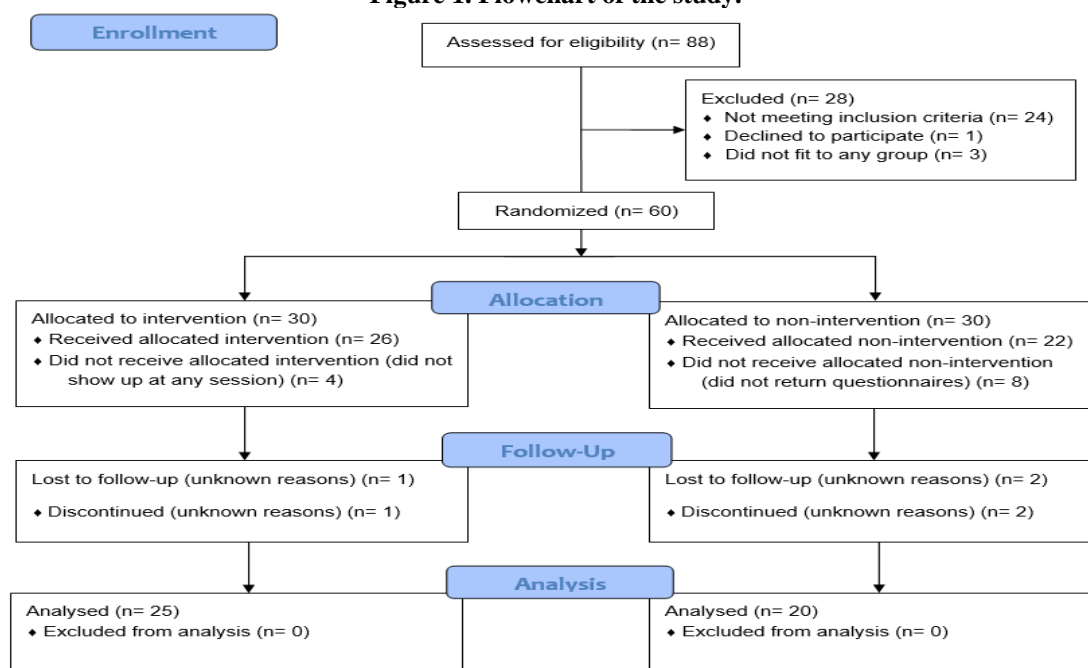 Figure 1. Flowchart of the study.
Enrollment
Assessed for eligibility (n= 88)
Excluded (n= 28)
♦ Not meeting inclusion criteria (n= 24)
♦ Declined to participate (n= 1)
♦ Did not fit to any group (n= 3)
Randomized (n= 60)
Allocation
Allocated to intervention (n= 30)
♦ Received allocated intervention (n= 26)
♦ Did not receive allocated intervention (did not
show up at any session) (n= 4)
Allocated to non-intervention (n= 30)
♦ Received allocated non-intervention (n= 22)
♦ Did not receive allocated non-intervention
(did not return questionnaires) (n= 8)
Follow-Up
Lost to follow-up (unknown reasons) (n= 1)
♦ Discontinued (unknown reasons) (n= 1)
Lost to follow-up (unknown reasons) (n= 2)
♦ Discontinued (unknown reasons) (n= 2)
Analysis
Analysed (n= 25)
♦ Excluded from analysis (n= 0)
Analysed (n= 20)
♦ Excluded from analysis (n= 0)